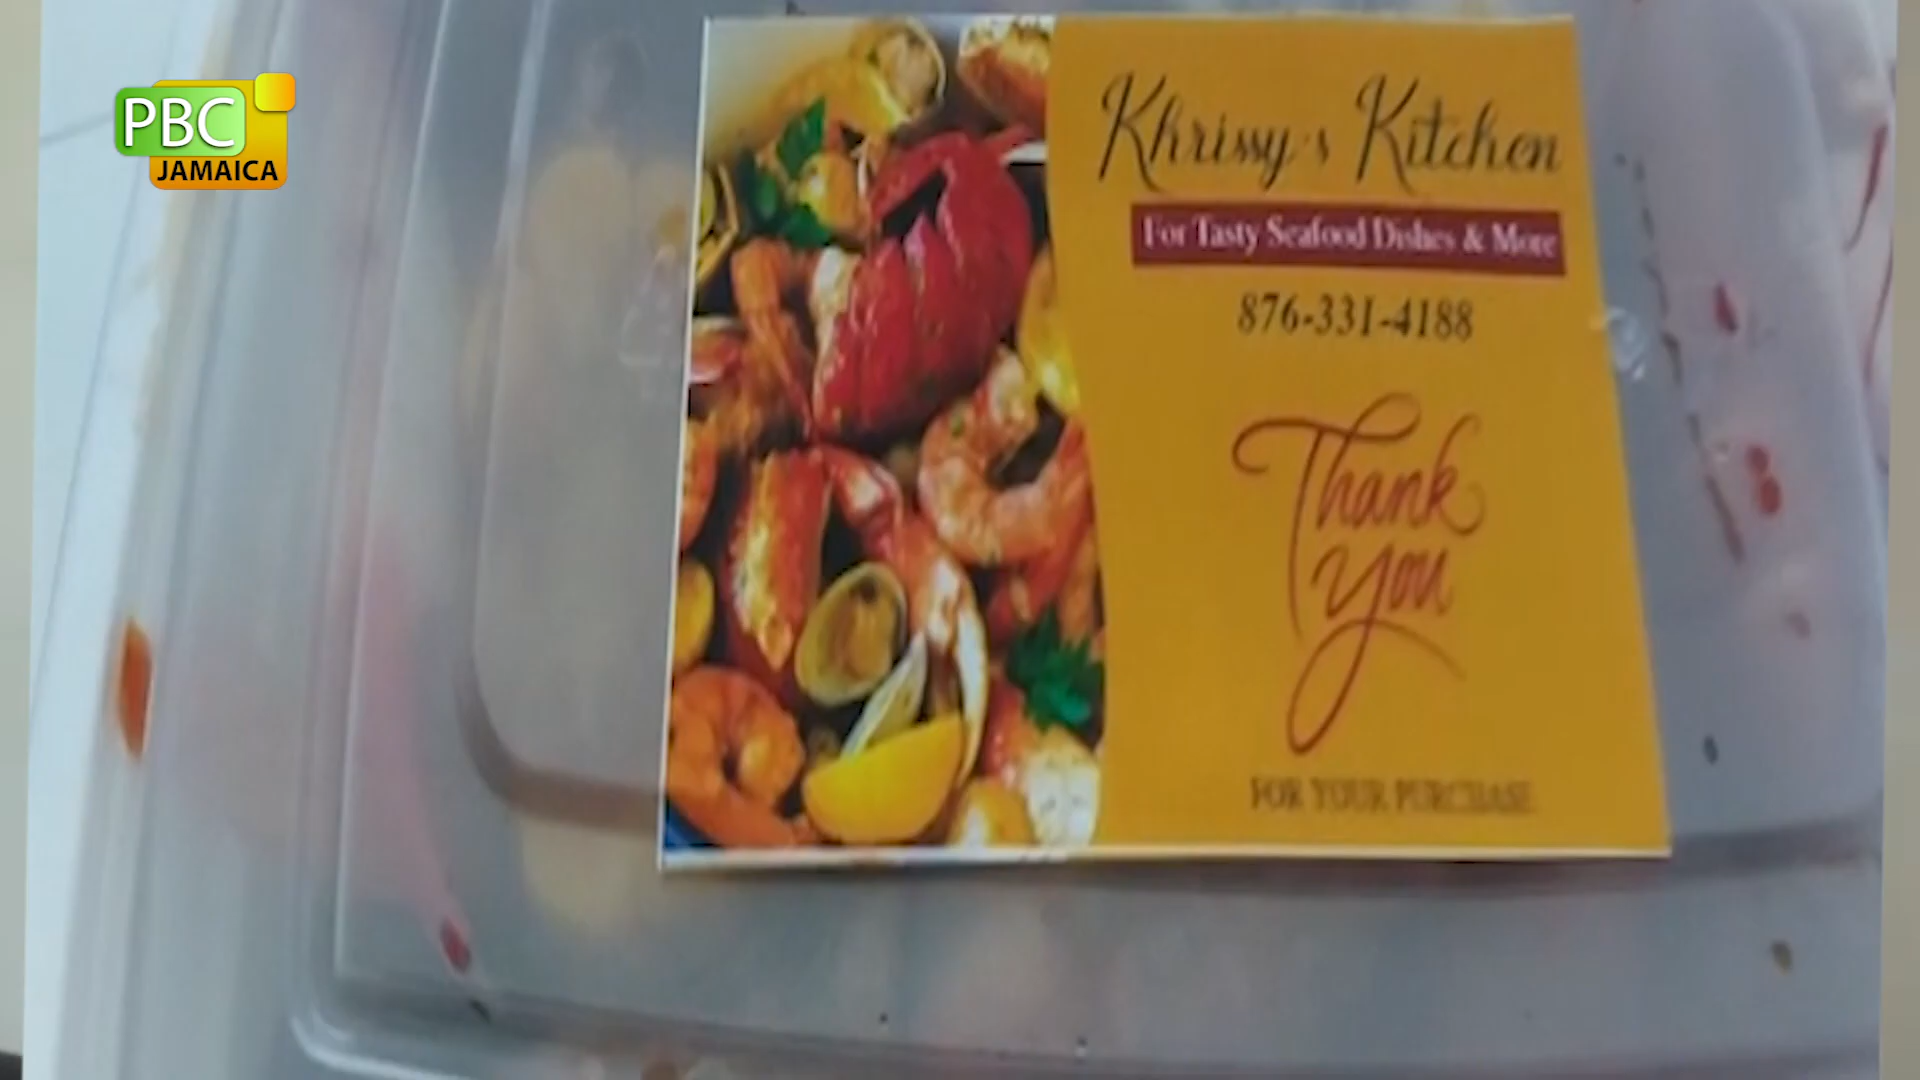 PBC
JAMAICA
Khrissy's Kitchen
For Tasty Seafood Dishes & More
876-331-4188
Thank
you
FOR YOUR PURCHASE